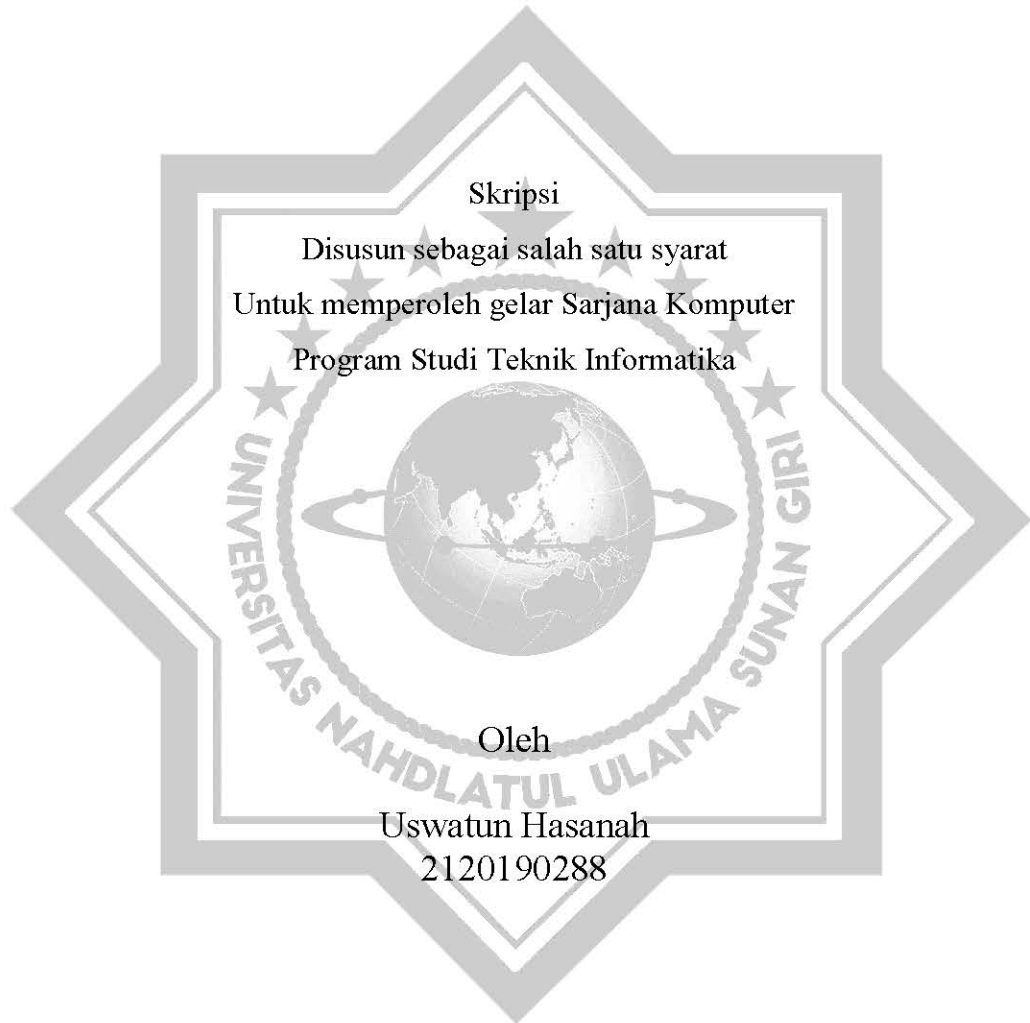 Skripsi
Disusun sebagai salah satu syarat
Untuk memperoleh gelar Sarjana Komputer
Program Studi Teknik Informatika
UNIVERSITAS NAHDLATUL ULAMA SUNAN GIRI
Oleh
Uswatun Hasanah
2120190288